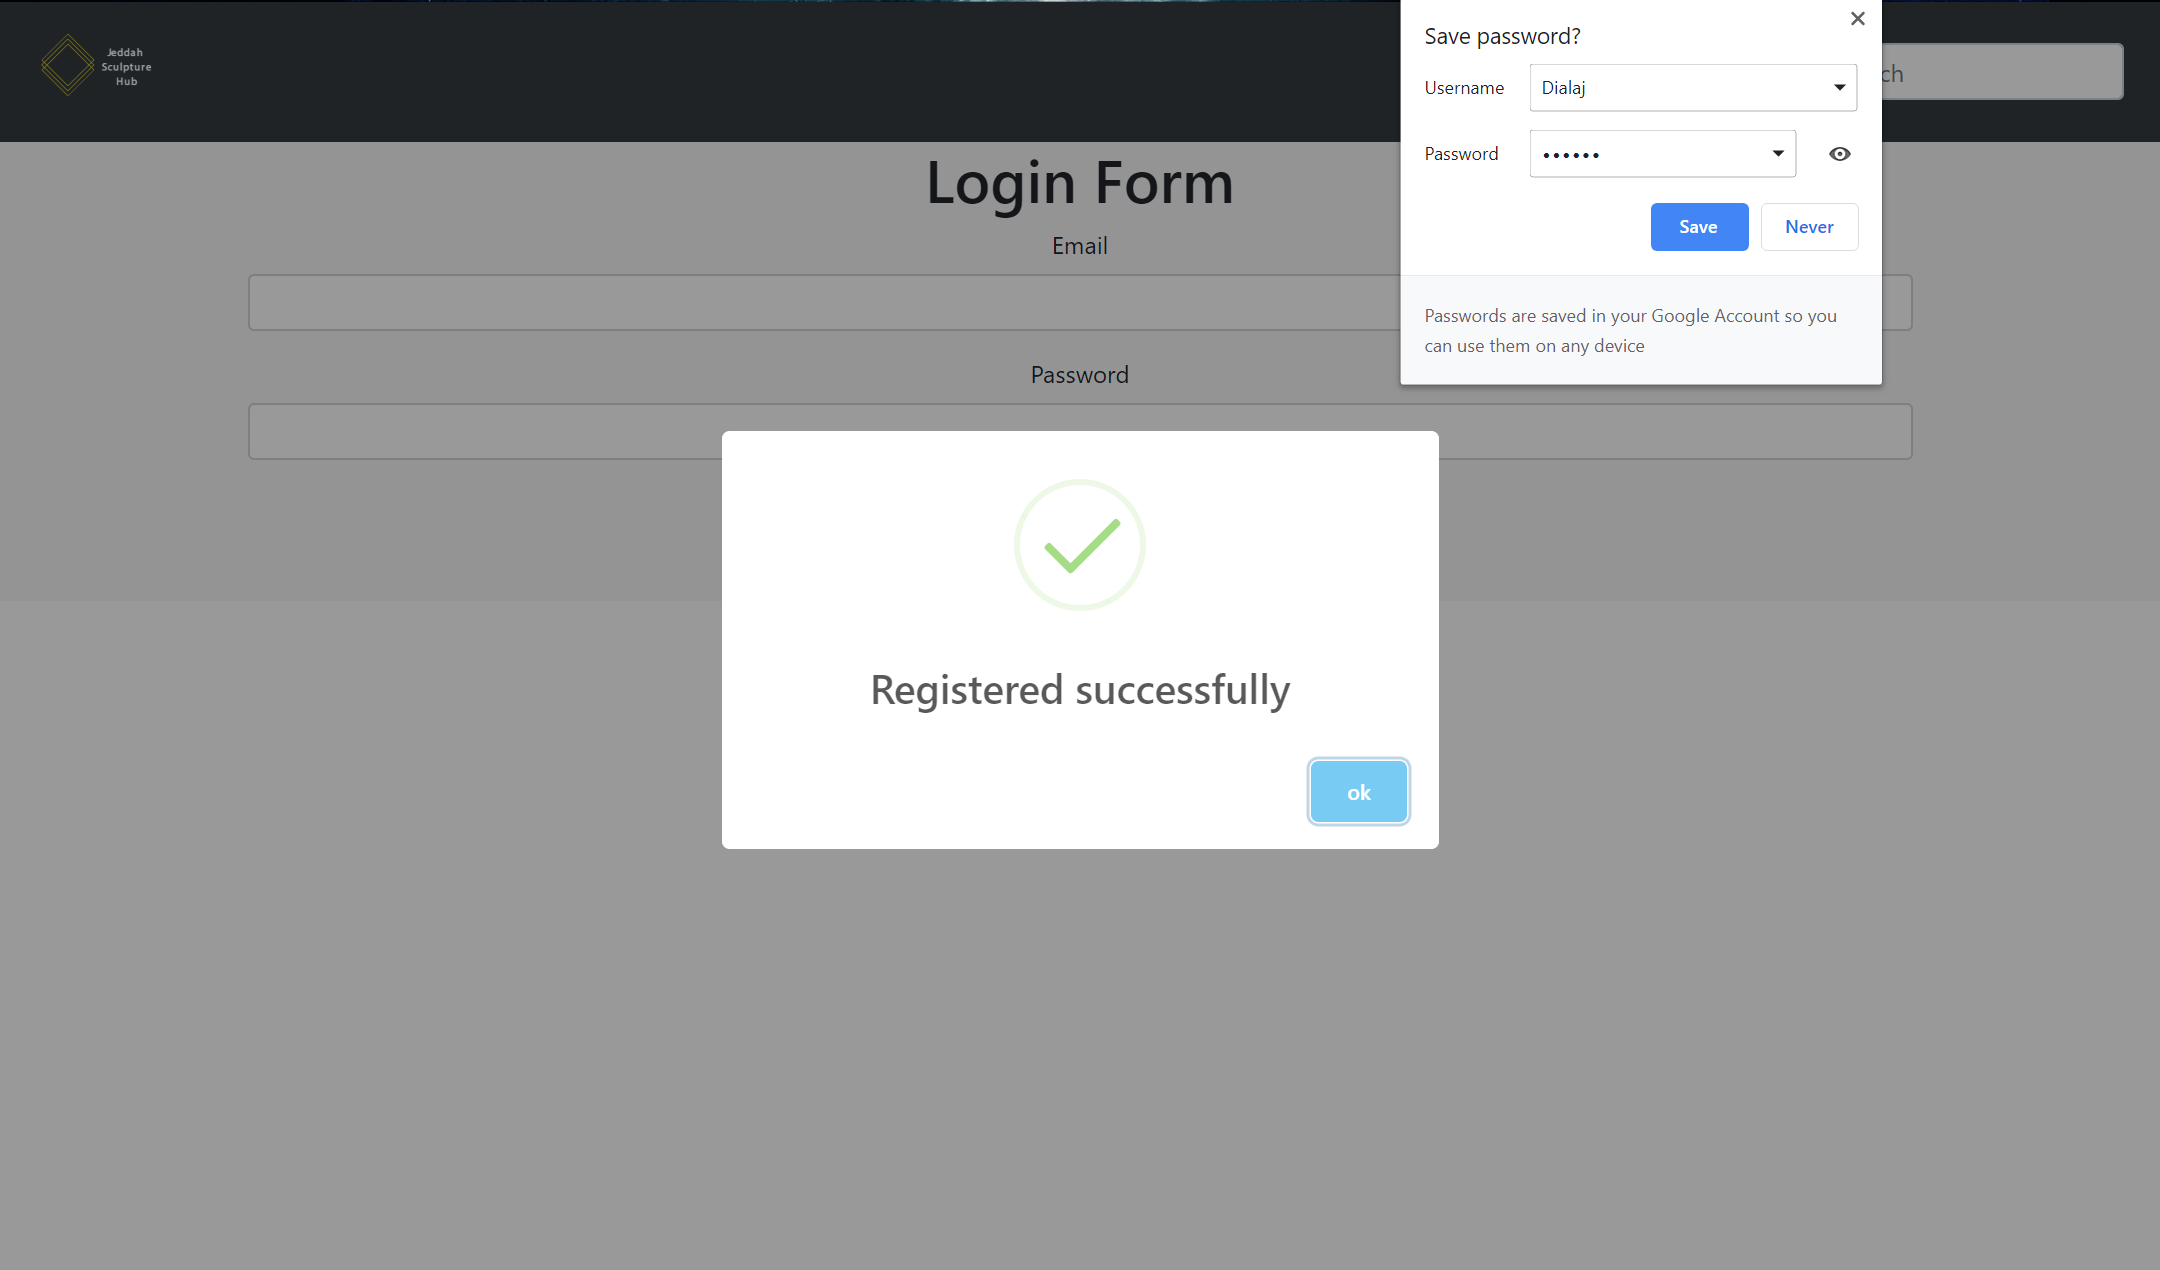 Jeddah
Sculpture
Hub
Save password?
Username
Dialaj
Password
••••••
Save
Never
Passwords are saved in your Google Account so you
can use them on any device
ch
Login Form
Email
Password
Registered successfully
ok